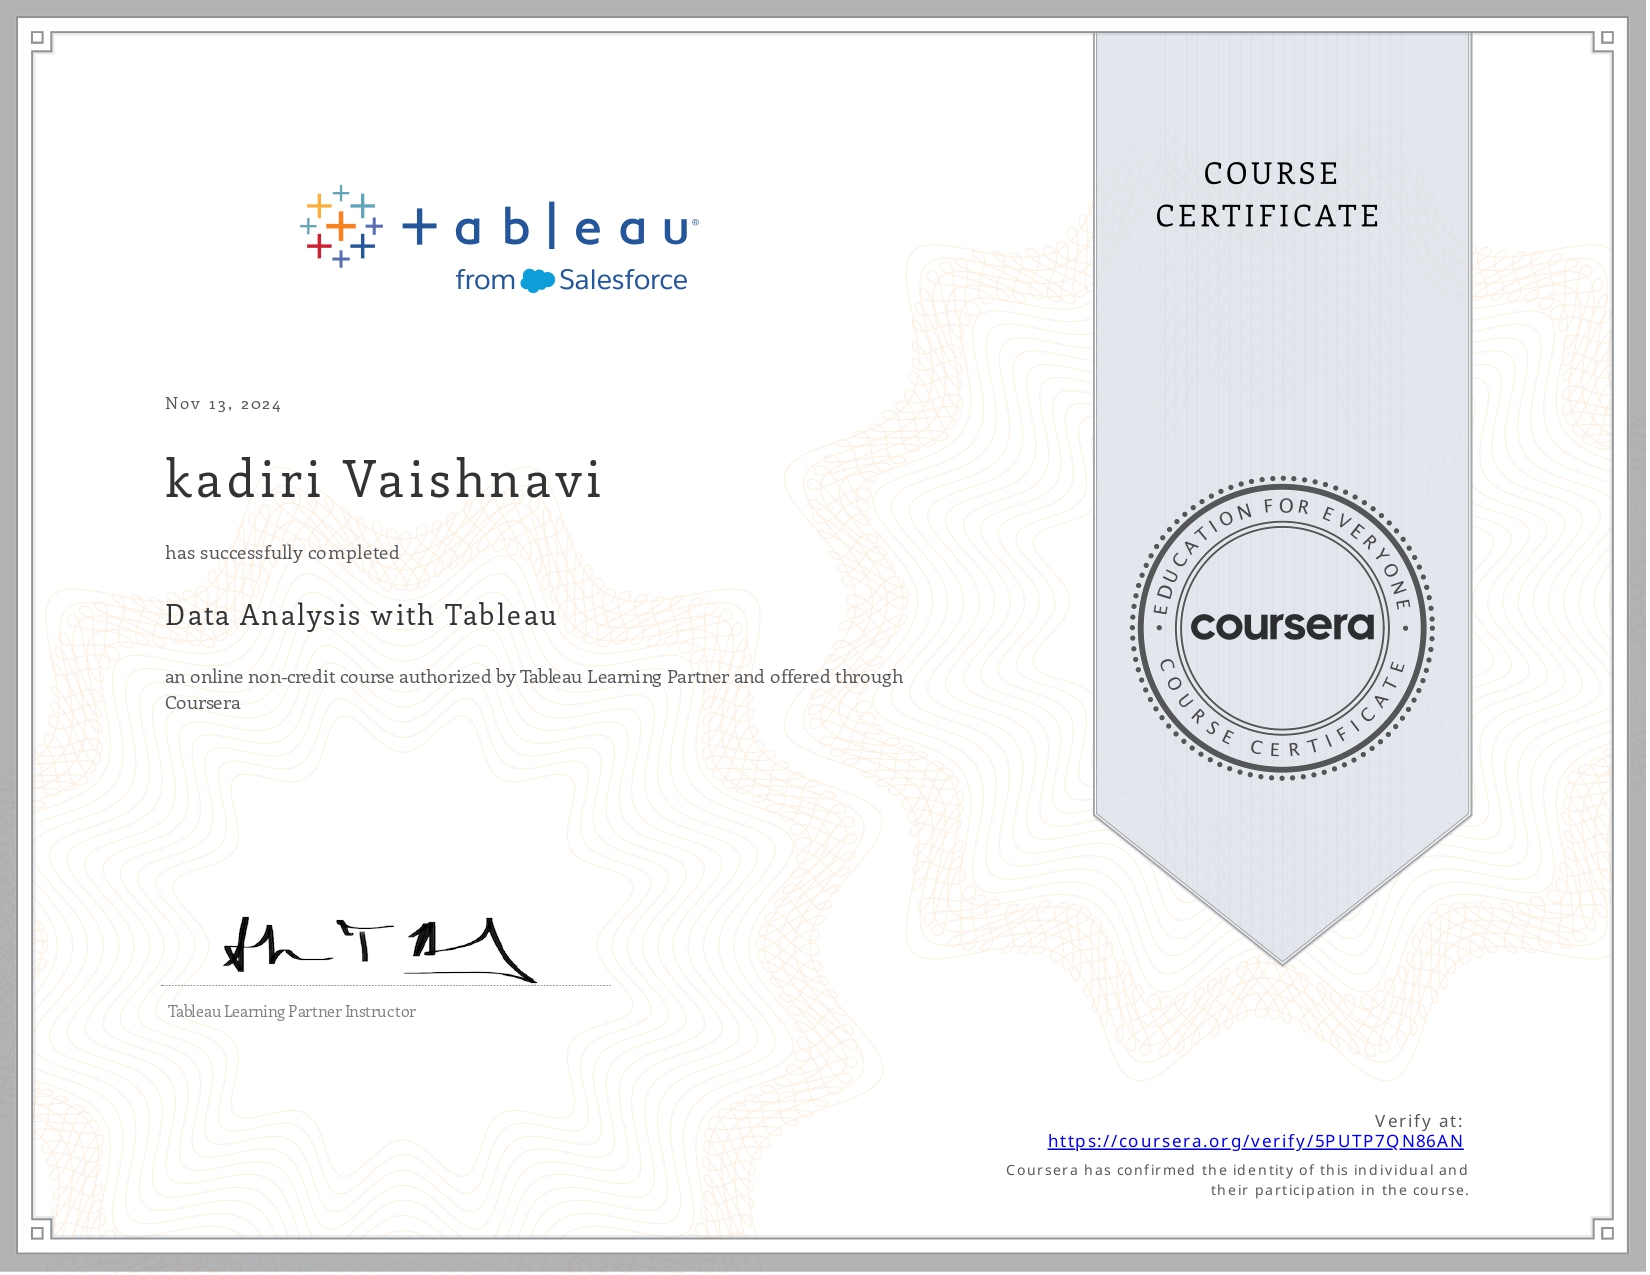 tableau®
from Salesforce
COURSE
CERTIFICATE
Nov 13, 2024
kadiri Vaishnavi
has successfully completed
Data Analysis with Tableau
an online non-credit course authorized by Tableau Learning Partner and offered through
Coursera
EDUCATION FOR EVERYONE
coursera
COURSE CERTIFICATE
Tableau Learning Partner Instructor
Verify at:
https://coursera.org/verify/5PUTP7QN86AN
Coursera has confirmed the identity of this individual and
their participation in the course.